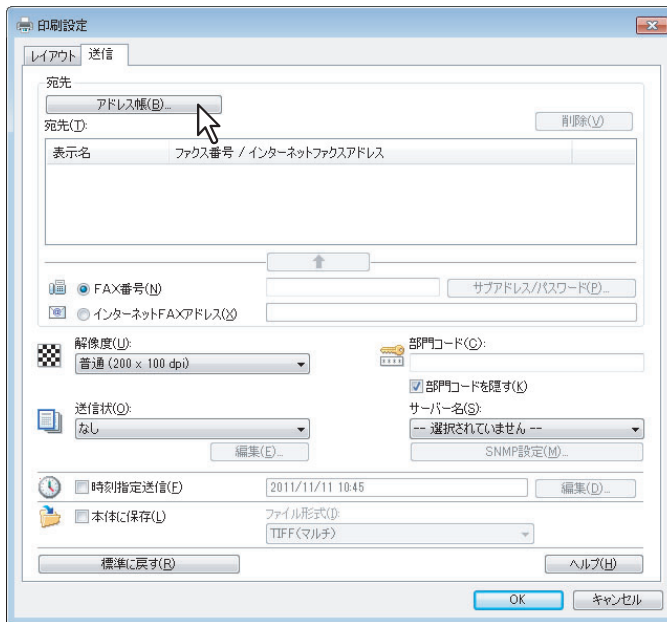 印刷設定
レイアウト 送信
宛先
アドレス帳(B)...
宛先(T):
削除(V)
表示名 ファクス番号 / インターネットファクスアドレス
FAX番号(N) サブアドレス/パスワード(P)...
インターネットFAXアドレス(X)
解像度(U): 部門コード(C):
普通 (200 x 100 dpi)
部門コードを隠す(K)
送信状(O): サーバー名(S):
なし -- 選択されていません --
編集(E)... SNMP設定(M)...
時刻指定送信(F) 2011/11/11 10:45 編集(D)...
本体に保存(L) ファイル形式(I):
TIFF(マルチ)
標準に戻す(R) ヘルプ(H)
OK キャンセル